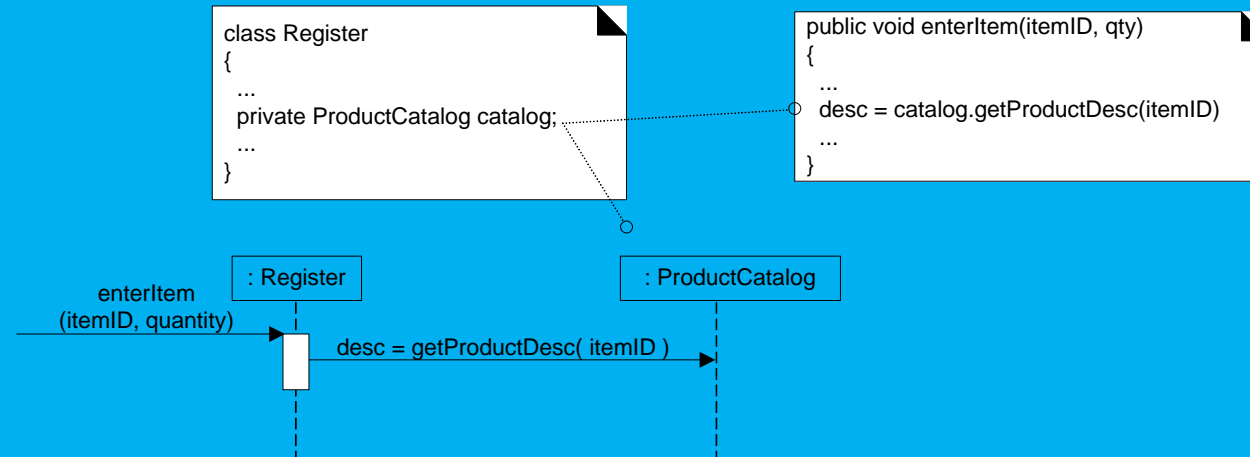 class Register
{
...
private ProductCatalog catalog;
...
}
public void enterItem(itemID, qty)
{
...
desc = catalog.getProductDesc(itemID)
...
}
: Register
: ProductCatalog
enterItem
(itemID, quantity)
desc = getProductDesc( itemID )